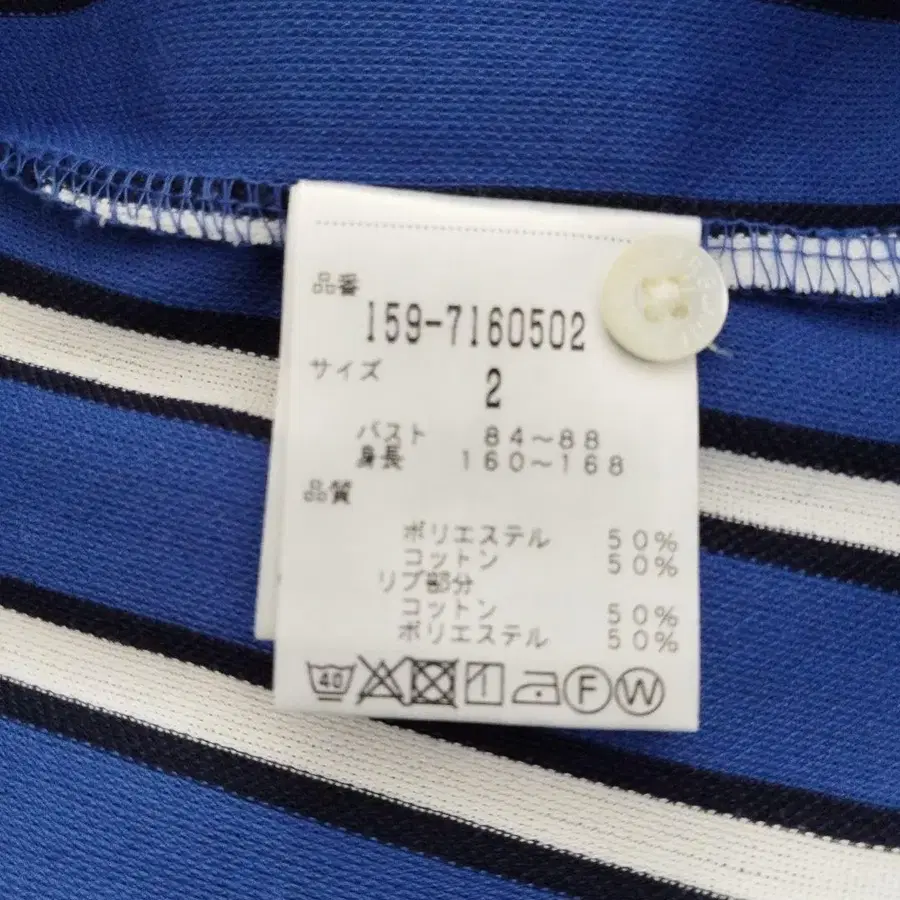 品番
159-7160502
サイズ
2
バスト 84～88
身長 160～168
品質
ポリエステル 50%
コットン 50%
リブ部分
コットン 50%
ポリエステル 50%
40 F W